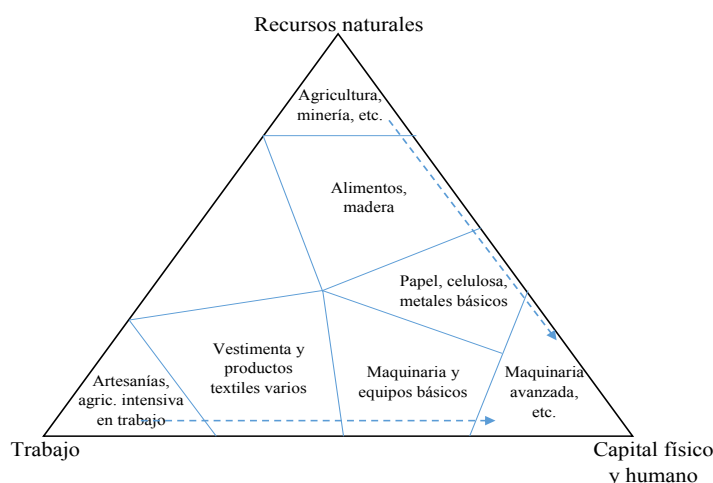 Recursos naturales
Agricultura,
minería, etc.
Alimentos,
madera
Papel, celulosa,
metales básicos
Vestimenta y
productos
textiles varios
Maquinaria y
equipos básicos
Maquinaria
avanzada,
etc.
Artesanías,
agric. intensiva
en trabajo
Trabajo
Capital físico
y humano